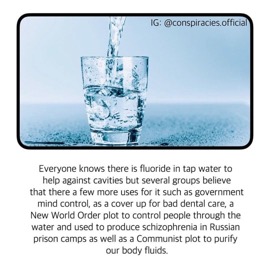 IG: @conspiracies.official
Everyone knows there is fluoride in tap water to
help against cavities but several groups believe
that there a few more uses for it such as government
mind control, as a cover up for bad dental care, a
New World Order plot to control people through the
water and used to produce schizophrenia in Russian
prison camps as well as a Communist plot to purify
our body fluids.